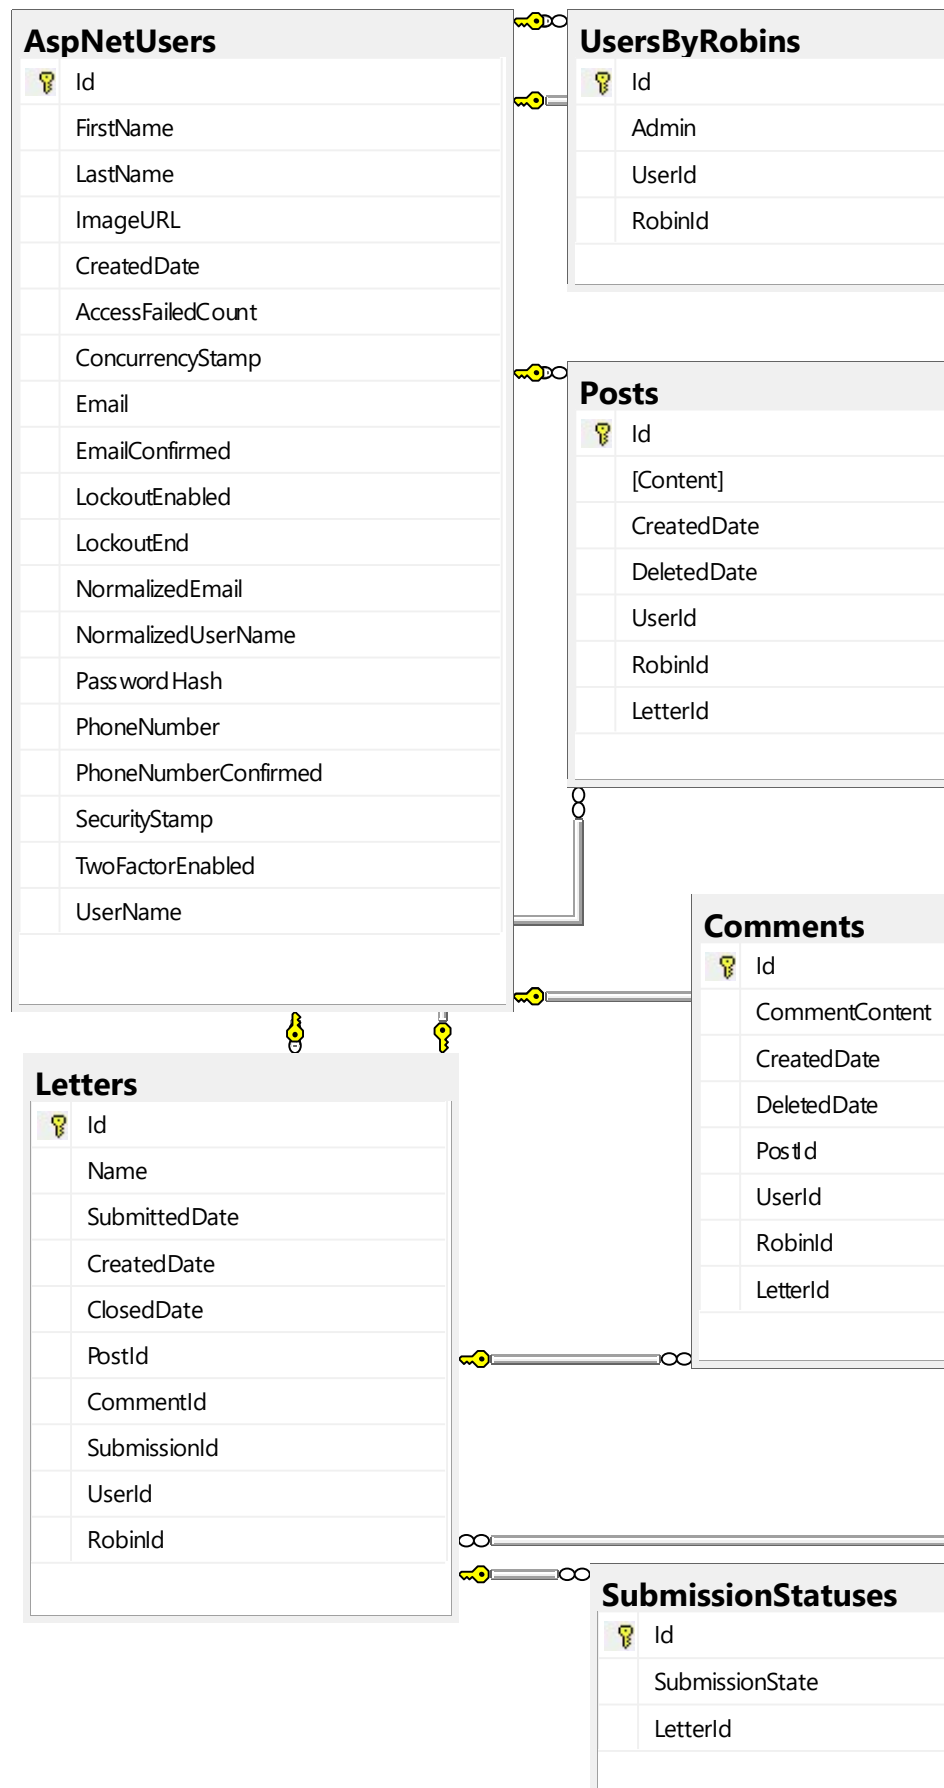 AspNetUsers
Id
FirstName
LastName
ImageURL
CreatedDate
AccessFailedCount
ConcurrencyStamp
Email
EmailConfirmed
LockoutEnabled
LockoutEnd
NormalizedEmail
NormalizedUserName
PasswordHash
PhoneNumber
PhoneNumberConfirmed
SecurityStamp
TwoFactorEnabled
UserName
UsersByRobins
Id
Admin
UserId
RobinId
Posts
Id
[Content]
CreatedDate
DeletedDate
UserId
RobinId
LetterId
Comments
Id
CommentContent
CreatedDate
DeletedDate
PostId
UserId
RobinId
LetterId
Letters
Id
Name
SubmittedDate
CreatedDate
ClosedDate
PostId
CommentId
SubmissionId
UserId
RobinId
SubmissionStatuses
Id
SubmissionState
LetterId